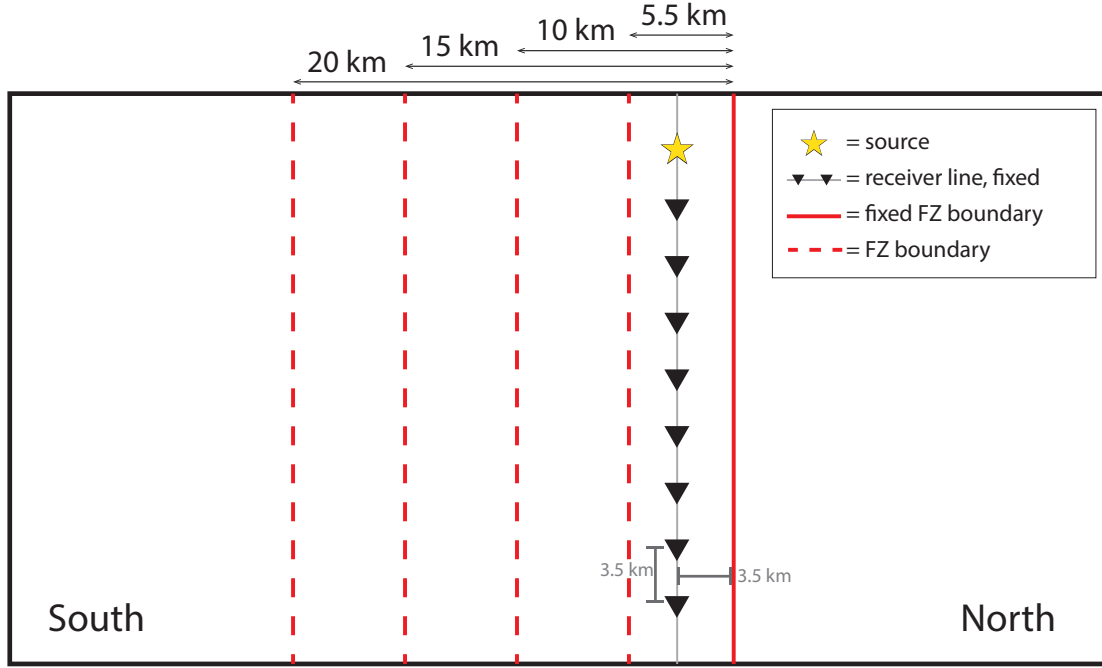 5.5 km
10 km
15 km
20 km
= source
= receiver line, fixed
= fixed FZ boundary
= FZ boundary
3.5 km
3.5 km
South
North